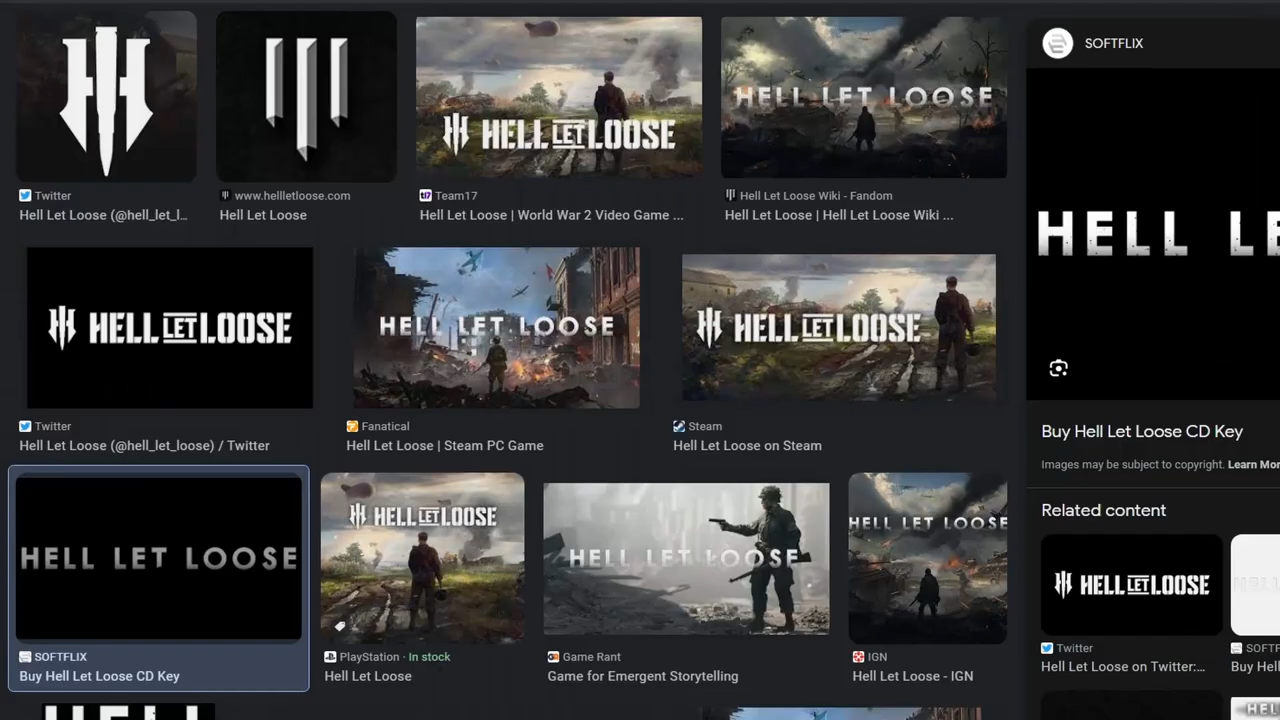 Twitter
Hell Let Loose (@hell_let_l...
www.hellletloose.com
Hell Let Loose
HELL LET LOOSE
Team17
Hell Let Loose | World War 2 Video Game ...
HELL LET LOOSE
Hell Let Loose Wiki - Fandom
Hell Let Loose | Hell Let Loose Wiki ...
HELL LET LOOSE
Twitter
Hell Let Loose (@hell_let_loose) / Twitter
HELL LET LOOSE
Fanatical
Hell Let Loose | Steam PC Game
HELL LET LOOSE
Steam
Hell Let Loose on Steam
HELL LET LOOSE
SOFTFLIX
Buy Hell Let Loose CD Key
HELL LET LOOSE
PlayStation · In stock
Hell Let Loose
HELL LET LOOSE
Game Rant
Game for Emergent Storytelling
HELL LET LOOSE
IGN
Hell Let Loose - IGN
SOFTFLIX
HELL LE
Buy Hell Let Loose CD Key
Images may be subject to copyright. Learn Mor
Related content
HELL LET LOOSE
Twitter
Hell Let Loose on Twitter:...
SOFTF
Buy Hell
HELL